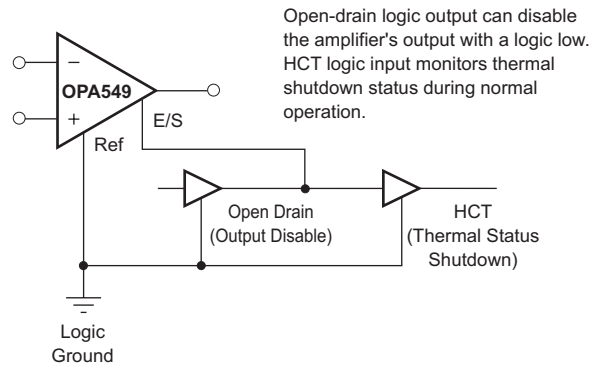 Open-drain logic output can disable
the amplifier's output with a logic low.
HCT logic input monitors thermal
shutdown status during normal
operation.
−
OPA549
+
E/S
Ref
Open Drain
(Output Disable)
HCT
(Thermal Status
Shutdown)
Logic
Ground